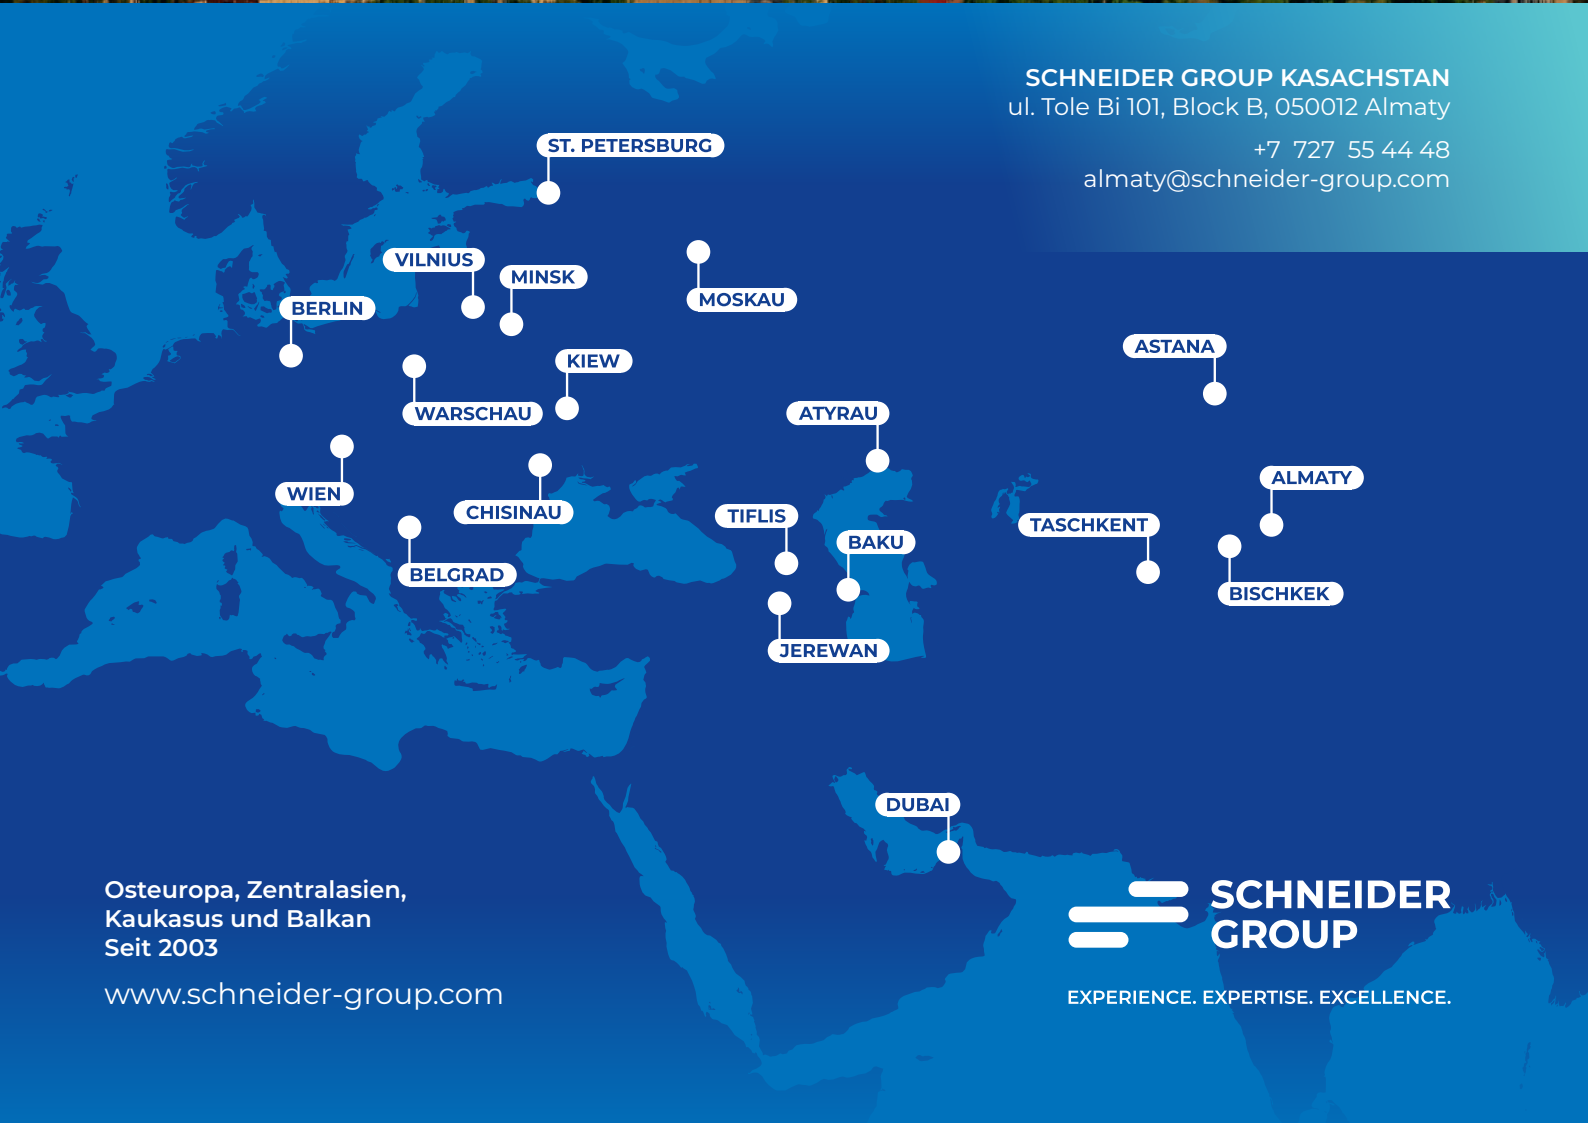 SCHNEIDER GROUP KASACHSTAN
ul. Tole Bi 101, Block B, 050012 Almaty
+7 727 55 44 48
almaty@schneider-group.com
ST. PETERSBURG
VILNIUS
MINSK
MOSKAU
BERLIN
ASTANA
KIEW
WARSCHAU
ATYRAU
ALMATY
WIEN
CHISINAU
TIFLIS
TASCHKENT
BAKU
BELGRAD
BISCHKEK
JEREWAN
DUBAI
Osteuropa, Zentralasien,
Kaukasus und Balkan
Seit 2003
www.schneider-group.com
SCHNEIDER
GROUP
EXPERIENCE. EXPERTISE. EXCELLENCE.